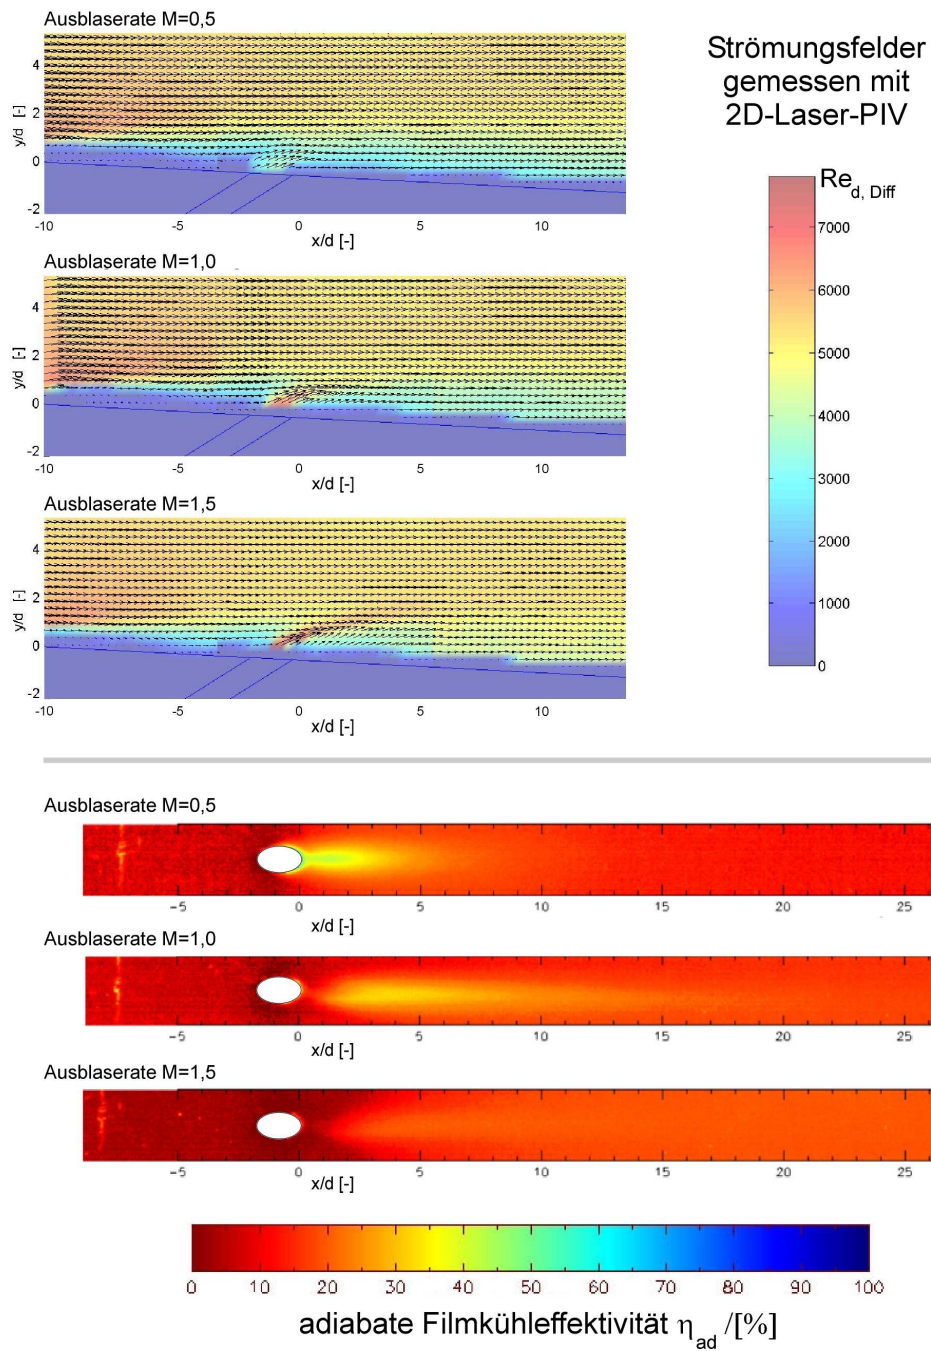 Ausblaserate M=0,5
Strömungsfelder
gemessen mit
2D-Laser-PIV
4
2
0
-2
y/d [-]
-10 -5 0 5 10
x/d [-]
Ausblaserate M=1,0
4
2
0
-2
y/d [-]
-10 -5 0 5 10
x/d [-]
Ausblaserate M=1,5
4
2
0
-2
y/d [-]
-10 -5 0 5 10
x/d [-]
Re d, Diff
7000
6000
5000
4000
3000
2000
1000
0
Ausblaserate M=0,5
-5 0 5 10 15 20 25
x/d [-]
Ausblaserate M=1,0
-5 0 5 10 15 20 25
x/d [-]
Ausblaserate M=1,5
-5 0 5 10 15 20 25
x/d [-]
0 10 20 30 40 50 60 70 80 90 100
adiabate Filmkühleffektivität η ad /[%]